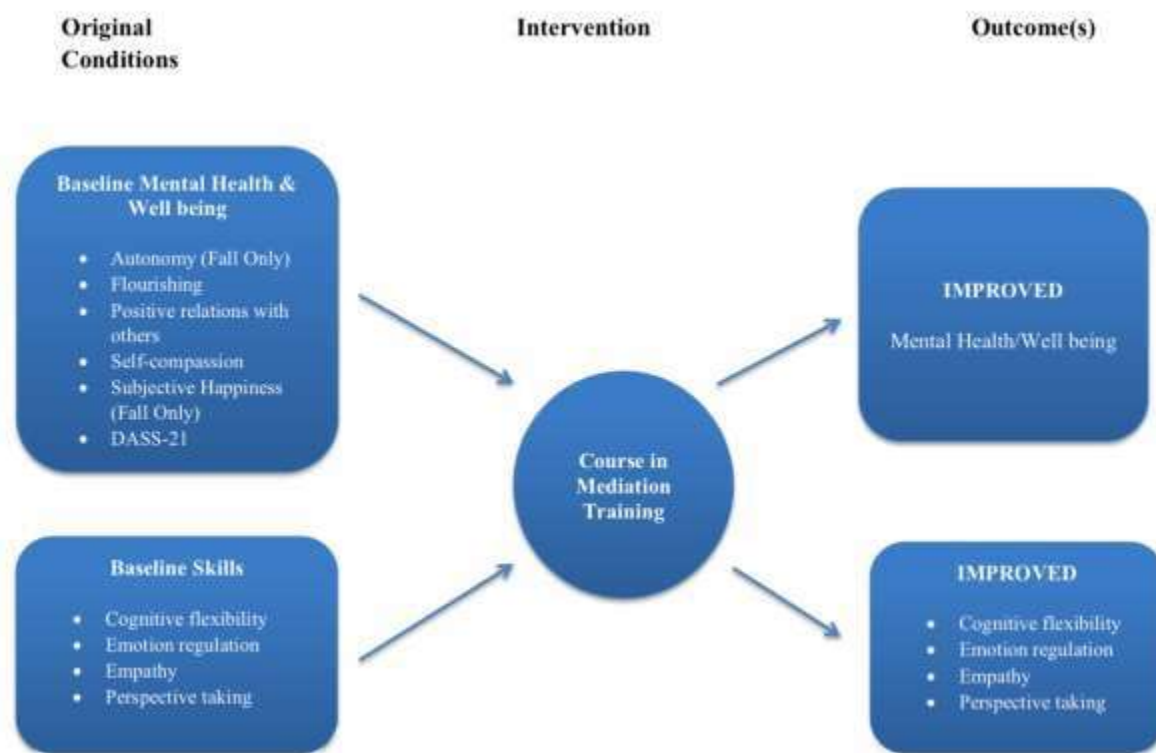 Original
Conditions
Intervention
Outcome(s)
Baseline Mental Health &
Well being
• Autonomy (Fall Only)
• Flourishing
• Positive relations with
others
• Self-compassion
• Subjective Happiness
(Fall Only)
• DASS-21
Baseline Skills
• Cognitive flexibility
• Emotion regulation
• Empathy
• Perspective taking
Course in
Mediation
Training
IMPROVED
Mental Health/Well being
IMPROVED
• Cognitive flexibility
• Emotion regulation
• Empathy
• Perspective taking